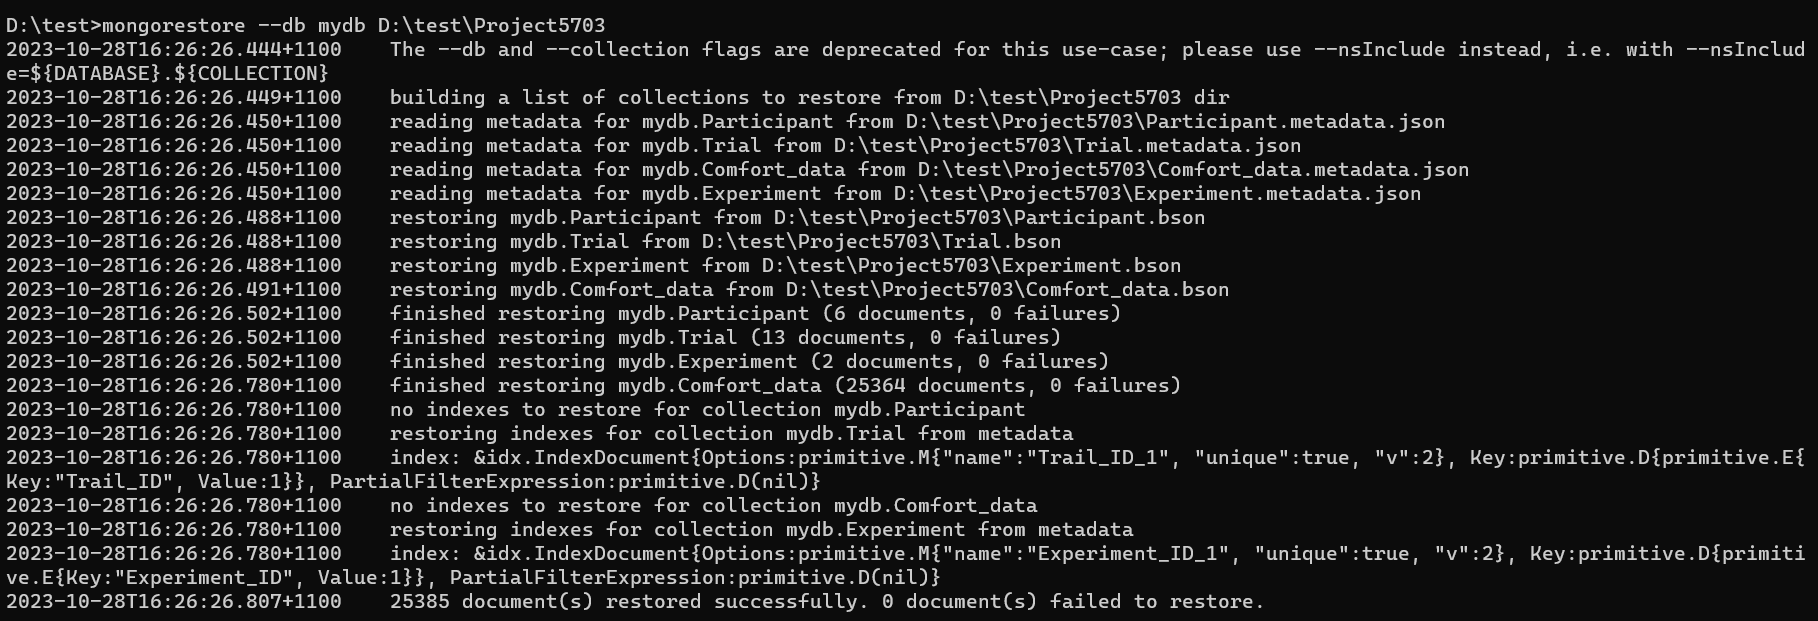 D:\test>mongorestore --db mydb D:\test\Project5703
2023-10-28T16:26:26.444+1100    The --db and --collection flags are deprecated for this use-case; please use --nsInclude instead, i.e. with --nsInclud
e=${DATABASE}.${COLLECTION}
2023-10-28T16:26:26.449+1100    building a list of collections to restore from D:\test\Project5703 dir
2023-10-28T16:26:26.450+1100    reading metadata for mydb.Participant from D:\test\Project5703\Participant.metadata.json
2023-10-28T16:26:26.450+1100    reading metadata for mydb.Trial from D:\test\Project5703\Trial.metadata.json
2023-10-28T16:26:26.450+1100    reading metadata for mydb.Comfort_data from D:\test\Project5703\Comfort_data.metadata.json
2023-10-28T16:26:26.450+1100    reading metadata for mydb.Experiment from D:\test\Project5703\Experiment.metadata.json
2023-10-28T16:26:26.488+1100    restoring mydb.Participant from D:\test\Project5703\Participant.bson
2023-10-28T16:26:26.488+1100    restoring mydb.Trial from D:\test\Project5703\Trial.bson
2023-10-28T16:26:26.488+1100    restoring mydb.Experiment from D:\test\Project5703\Experiment.bson
2023-10-28T16:26:26.491+1100    restoring mydb.Comfort_data from D:\test\Project5703\Comfort_data.bson
2023-10-28T16:26:26.502+1100    finished restoring mydb.Participant (6 documents, 0 failures)
2023-10-28T16:26:26.502+1100    finished restoring mydb.Trial (13 documents, 0 failures)
2023-10-28T16:26:26.502+1100    finished restoring mydb.Experiment (2 documents, 0 failures)
2023-10-28T16:26:26.780+1100    finished restoring mydb.Comfort_data (25364 documents, 0 failures)
2023-10-28T16:26:26.780+1100    no indexes to restore for collection mydb.Participant
2023-10-28T16:26:26.780+1100    restoring indexes for collection mydb.Trial from metadata
2023-10-28T16:26:26.780+1100    index: &idx.IndexDocument{Options:primitive.M{"name":"Trail_ID_1", "unique":true, "v":2}, Key:primitive.D{primitive.E{
Key:"Trail_ID", Value:1}}, PartialFilterExpression:primitive.D(nil)}
2023-10-28T16:26:26.780+1100    no indexes to restore for collection mydb.Comfort_data
2023-10-28T16:26:26.780+1100    restoring indexes for collection mydb.Experiment from metadata
2023-10-28T16:26:26.780+1100    index: &idx.IndexDocument{Options:primitive.M{"name":"Experiment_ID_1", "unique":true, "v":2}, Key:primitive.D{primiti
ve.E{Key:"Experiment_ID", Value:1}}, PartialFilterExpression:primitive.D(nil)}
2023-10-28T16:26:26.807+1100    25385 document(s) restored successfully. 0 document(s) failed to restore.